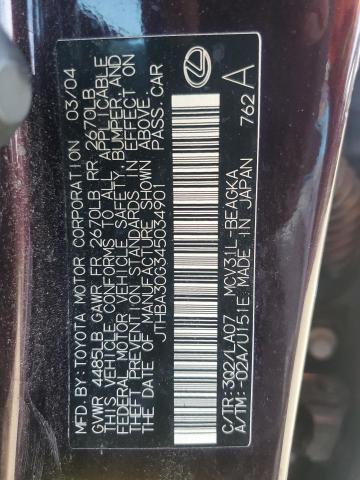 MFD BY:TOYOTA MOTOR CORPORATION 03/04
GVWR 4485LB GAWR FR 2670LB RR 2670LB
THIS VEHICLE CONFORMS TO ALL APPLICABLE
FEDERAL MOTOR VEHICLE SAFETY, BUMPER, AND
THEFT PREVENTION STANDARDS IN EFFECT ON
THE DATE OF MANUFACTURE SHOWN ABOVE.
JTHBA30G345034901 PASS.CAR
C/TR:3Q2/LA07 MCV31L-BEAGKA
A/TM:-02A/U151E. MADE IN JAPAN 762 A